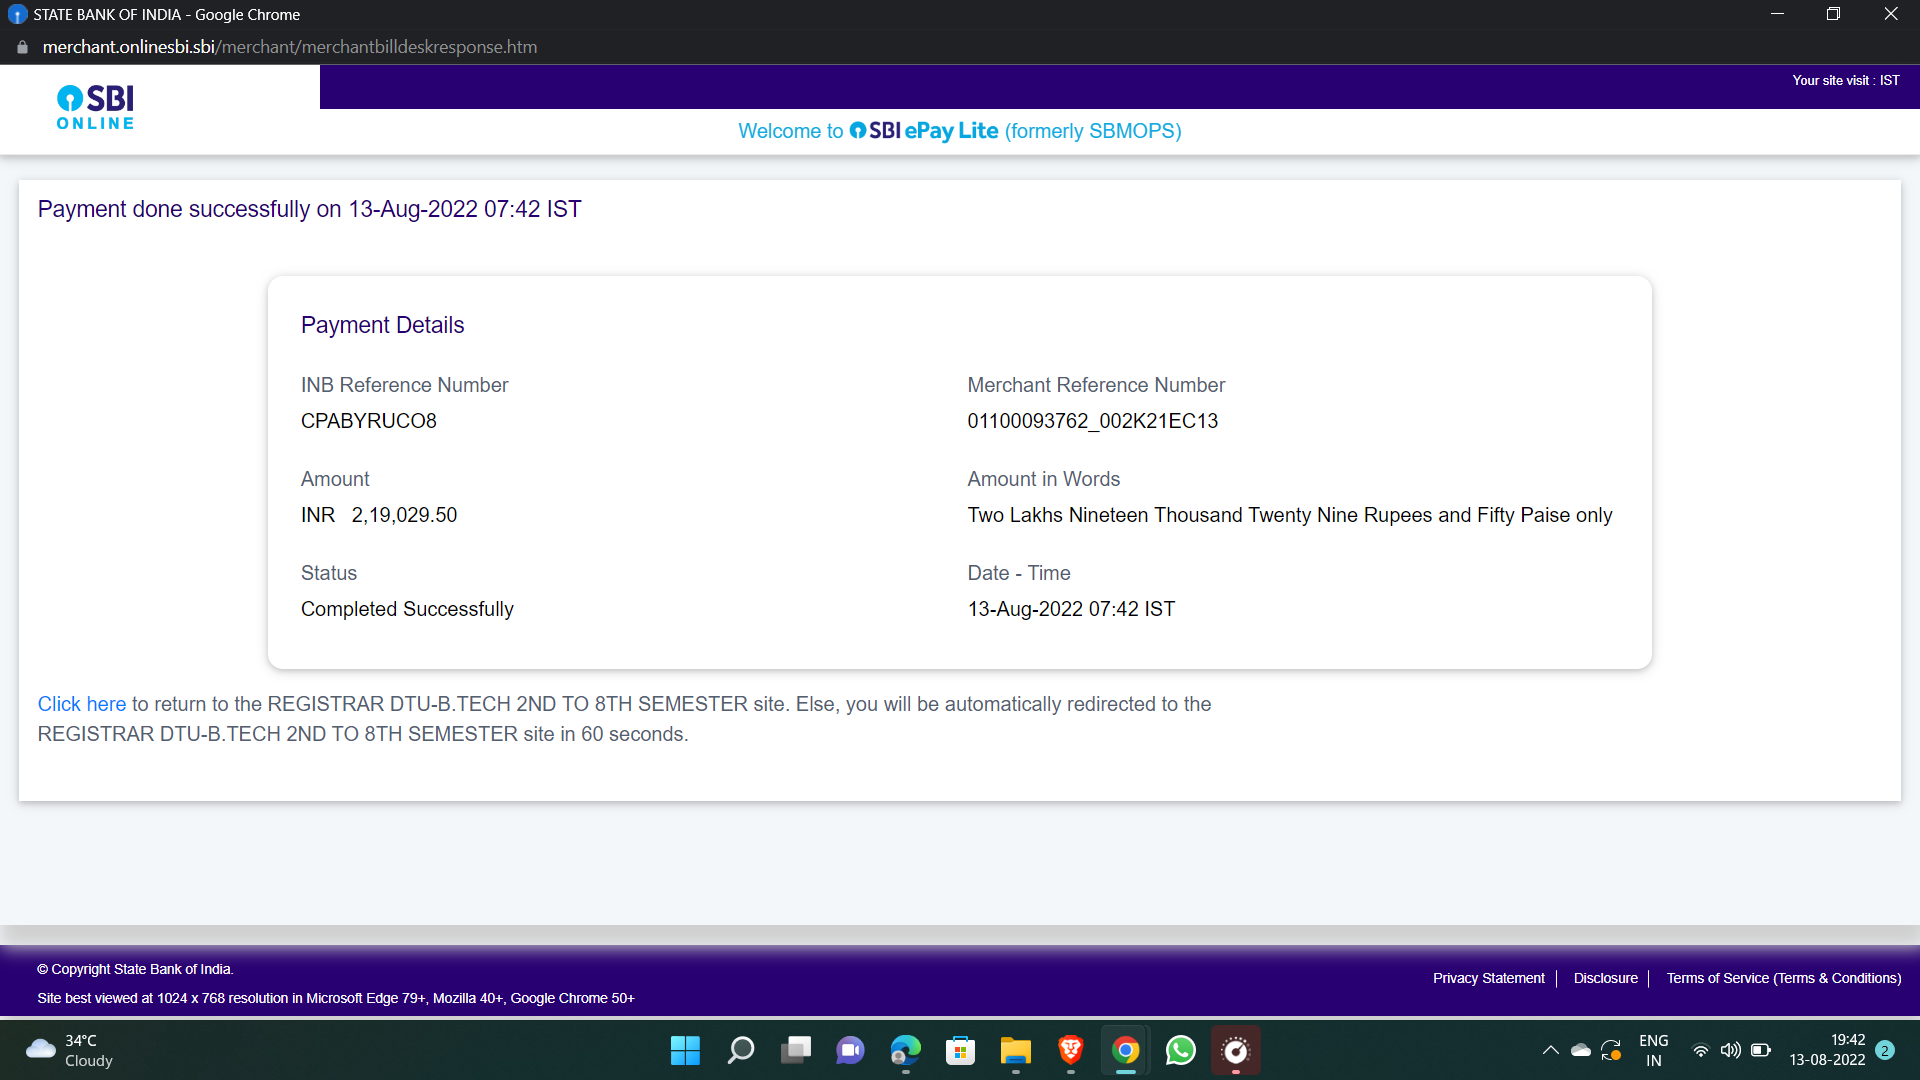 STATE BANK OF INDIA - Google Chrome
merchant.onlinesbi.sbi/merchant/merchantbilldeskresponse.htm
Your site visit : IST
SBI
ONLINE
Welcome to SBI ePay Lite (formerly SBMOPS)
Payment done successfully on 13-Aug-2022 07:42 IST
Payment Details
INB Reference Number
CPABYRUCO8
Merchant Reference Number
01100093762_002K21EC13
Amount
INR 2,19,029.50
Amount in Words
Two Lakhs Nineteen Thousand Twenty Nine Rupees and Fifty Paise only
Status
Completed Successfully
Date - Time
13-Aug-2022 07:42 IST
Click here to return to the REGISTRAR DTU-B.TECH 2ND TO 8TH SEMESTER site. Else, you will be automatically redirected to the
REGISTRAR DTU-B.TECH 2ND TO 8TH SEMESTER site in 60 seconds.
© Copyright State Bank of India.
Site best viewed at 1024 x 768 resolution in Microsoft Edge 79+, Mozilla 40+, Google Chrome 50+
Privacy Statement | Disclosure | Terms of Service (Terms & Conditions)
34°C
Cloudy
ENG
IN
19:42
13-08-2022
2